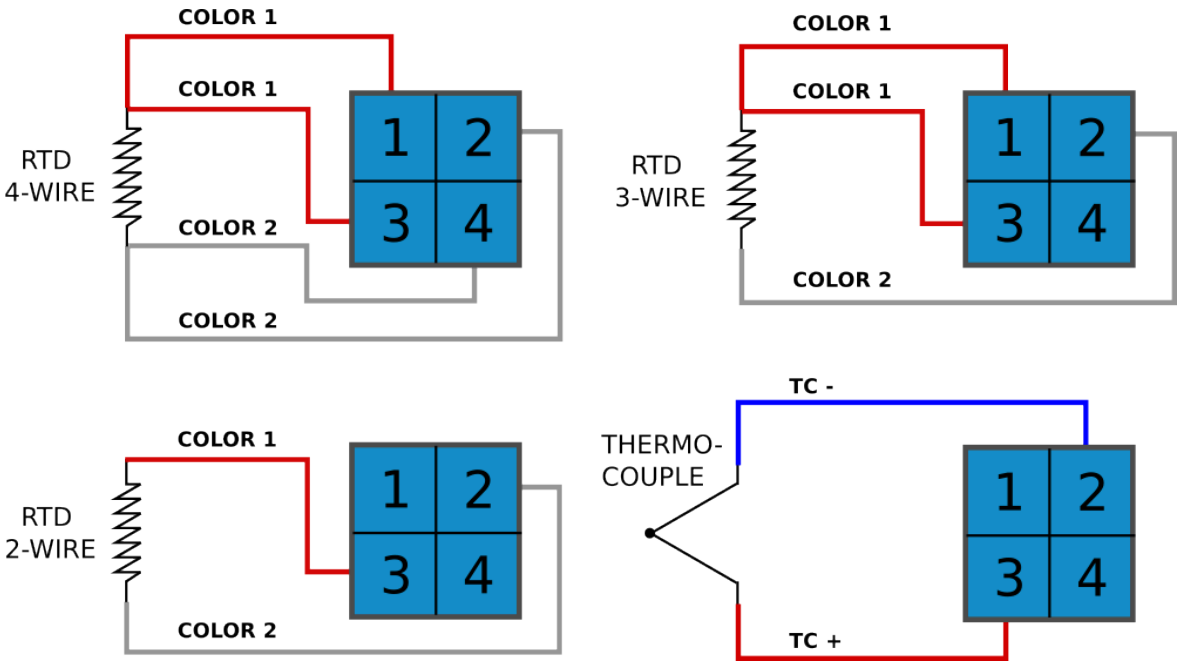 COLOR 1
COLOR 1
1 2
3 4
RTD
4-WIRE
COLOR 2
COLOR 2
COLOR 1
COLOR 1
1 2
3 4
RTD
3-WIRE
COLOR 2
COLOR 1
1 2
3 4
RTD
2-WIRE
COLOR 2
TC -
THERMO-
COUPLE
1 2
3 4
TC +